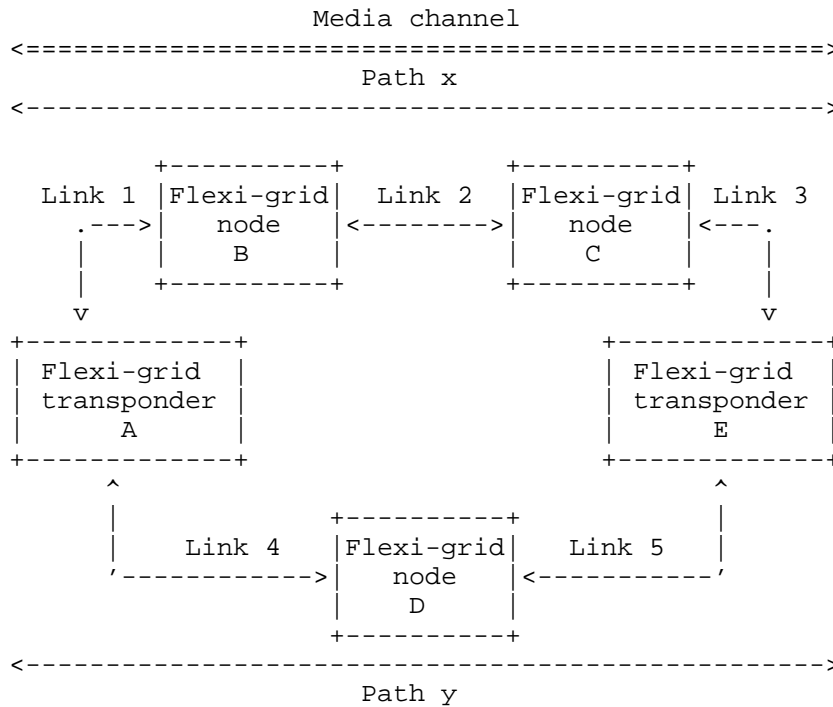 Media channel
Path x
Link 1 Flexi-grid Link 2 Flexi-grid Link 3
node node
B C
Flexi-grid Flexi-grid
transponder transponder
A E
Link 4 Flexi-grid Link 5
node
D
Path y